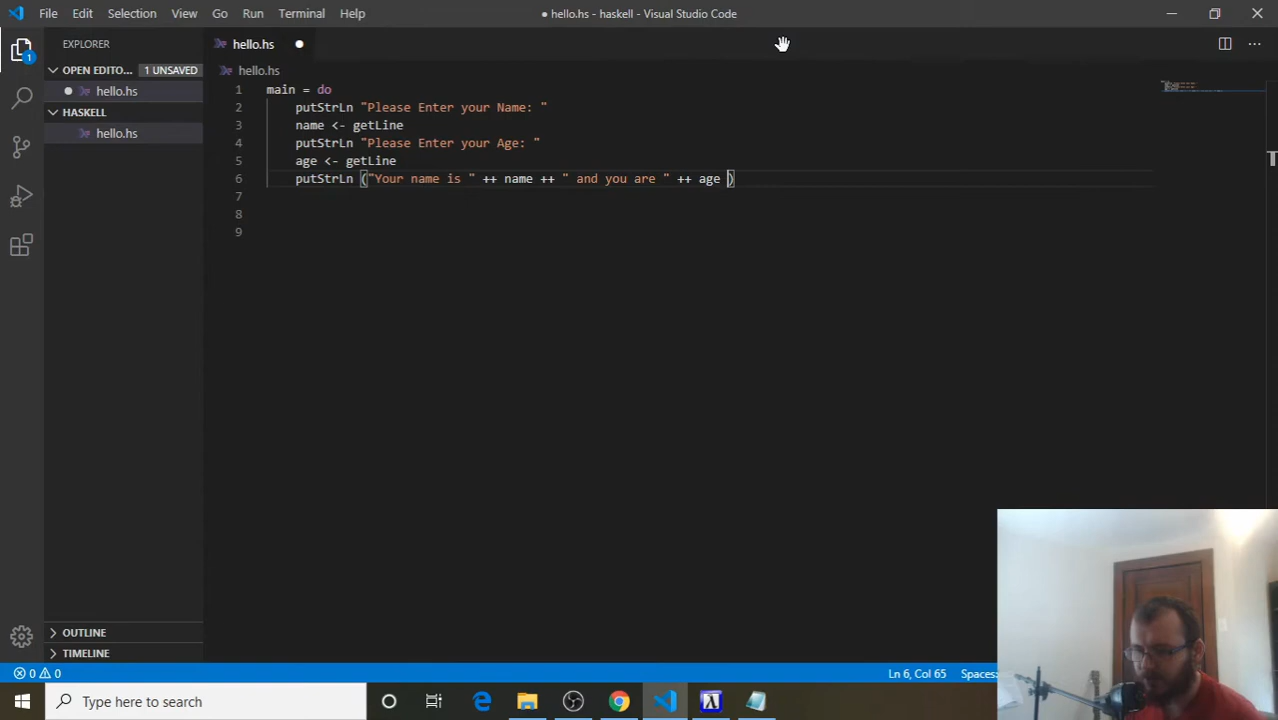 File Edit Selection View Go Run Terminal Help ● hello.hs - haskell - Visual Studio Code
EXPLORER
hello.hs
OPEN EDITO... 1 UNSAVED
hello.hs
hello.hs
HASKELL
hello.hs
1 main = do
2 putStrLn "Please Enter your Name: "
3 name <- getLine
4 putStrLn "Please Enter your Age: "
5 age <- getLine
6 putStrLn ("Your name is " ++ name ++ " and you are " ++ age )
7
8
9
1
OUTLINE
TIMELINE
0 0 Ln 6, Col 65 Spaces:
Type here to search